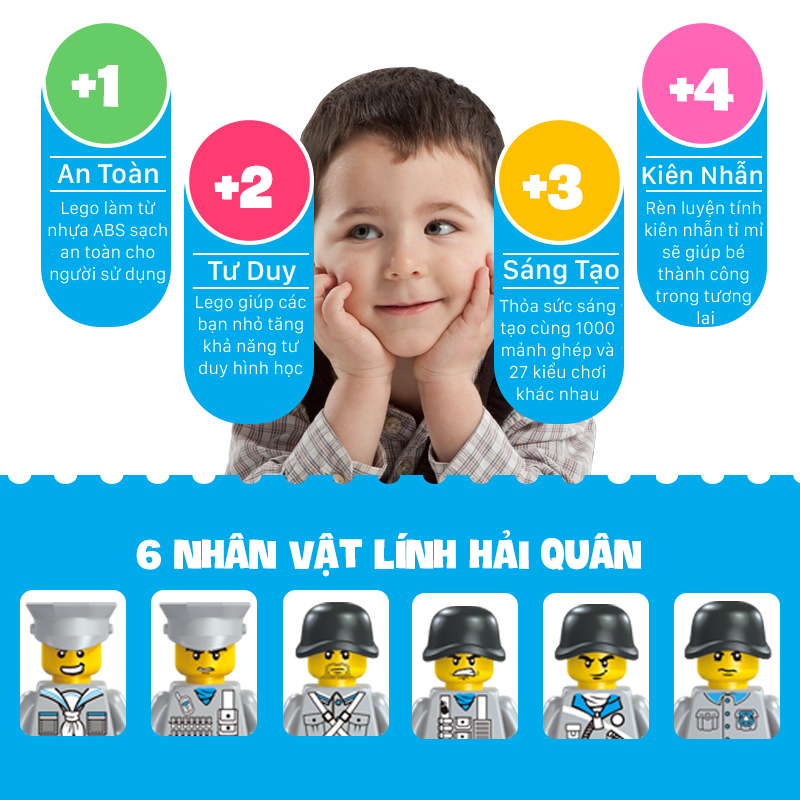 +1
An Toàn
Lego làm từ
nhựa ABS sạch
an toàn cho
người sử dụng
+2
Tư Duy
Lego giúp các
bạn nhỏ tăng
khả năng tư
duy hình học
+3
Sáng Tạo
Thỏa sức sáng
tạo cùng 1000
mảnh ghép và
27 kiểu chơi
khác nhau
+4
Kiên Nhẫn
Rèn luyện tính
kiên nhẫn tỉ mỉ
sẽ giúp bé
thành công
trong tương
lai
6 NHÂN VẬT LÍNH HẢI QUÂN